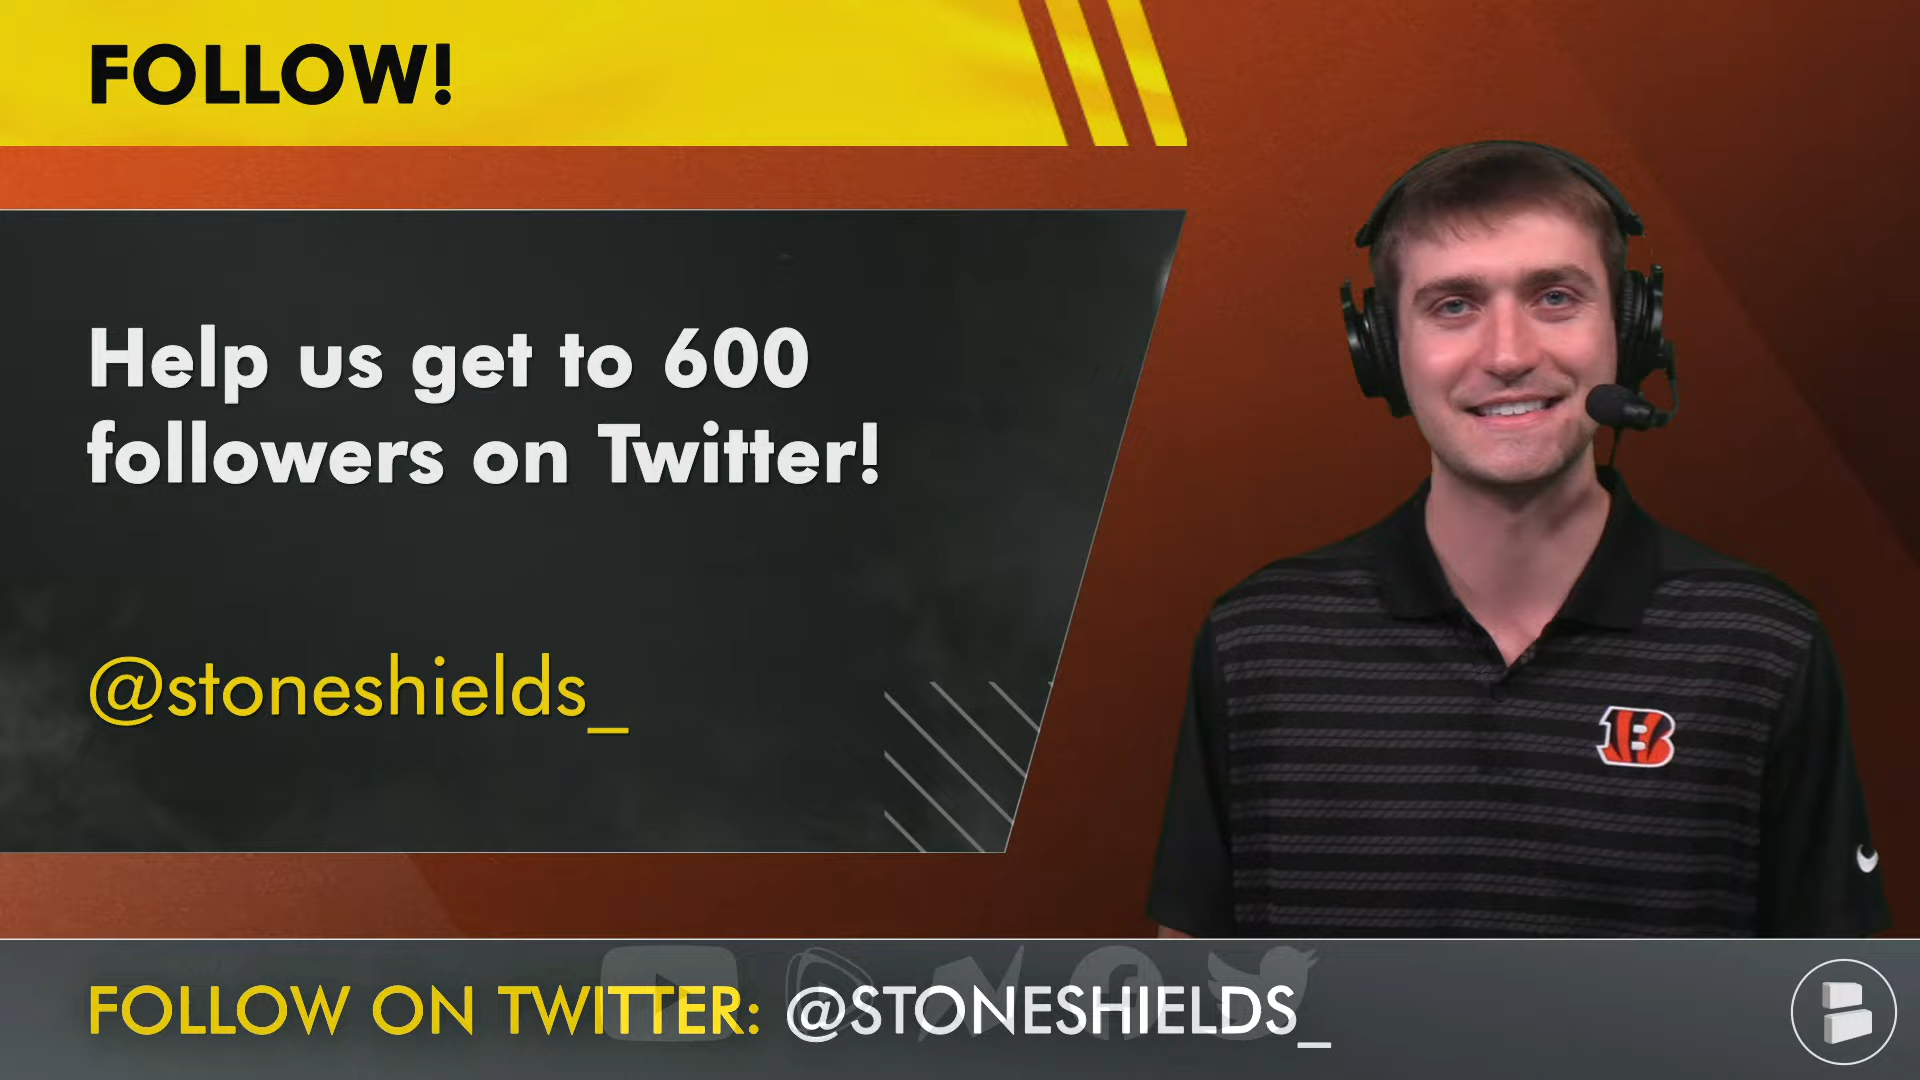 FOLLOW!
Help us get to 600
followers on Twitter!
@stoneshields_
B
FOLLOW ON TWITTER: @STONESHIELDS_